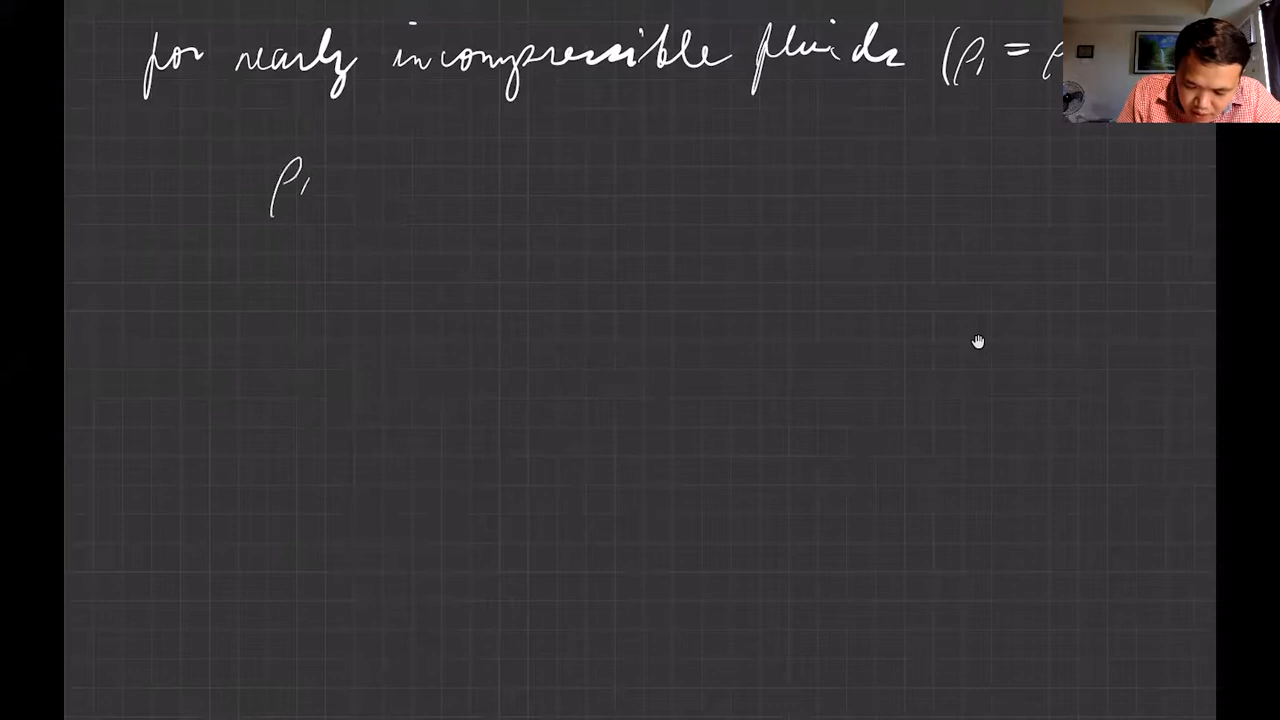 for nearly incompressible fluids (ρ₁ = ρ
ρ₁